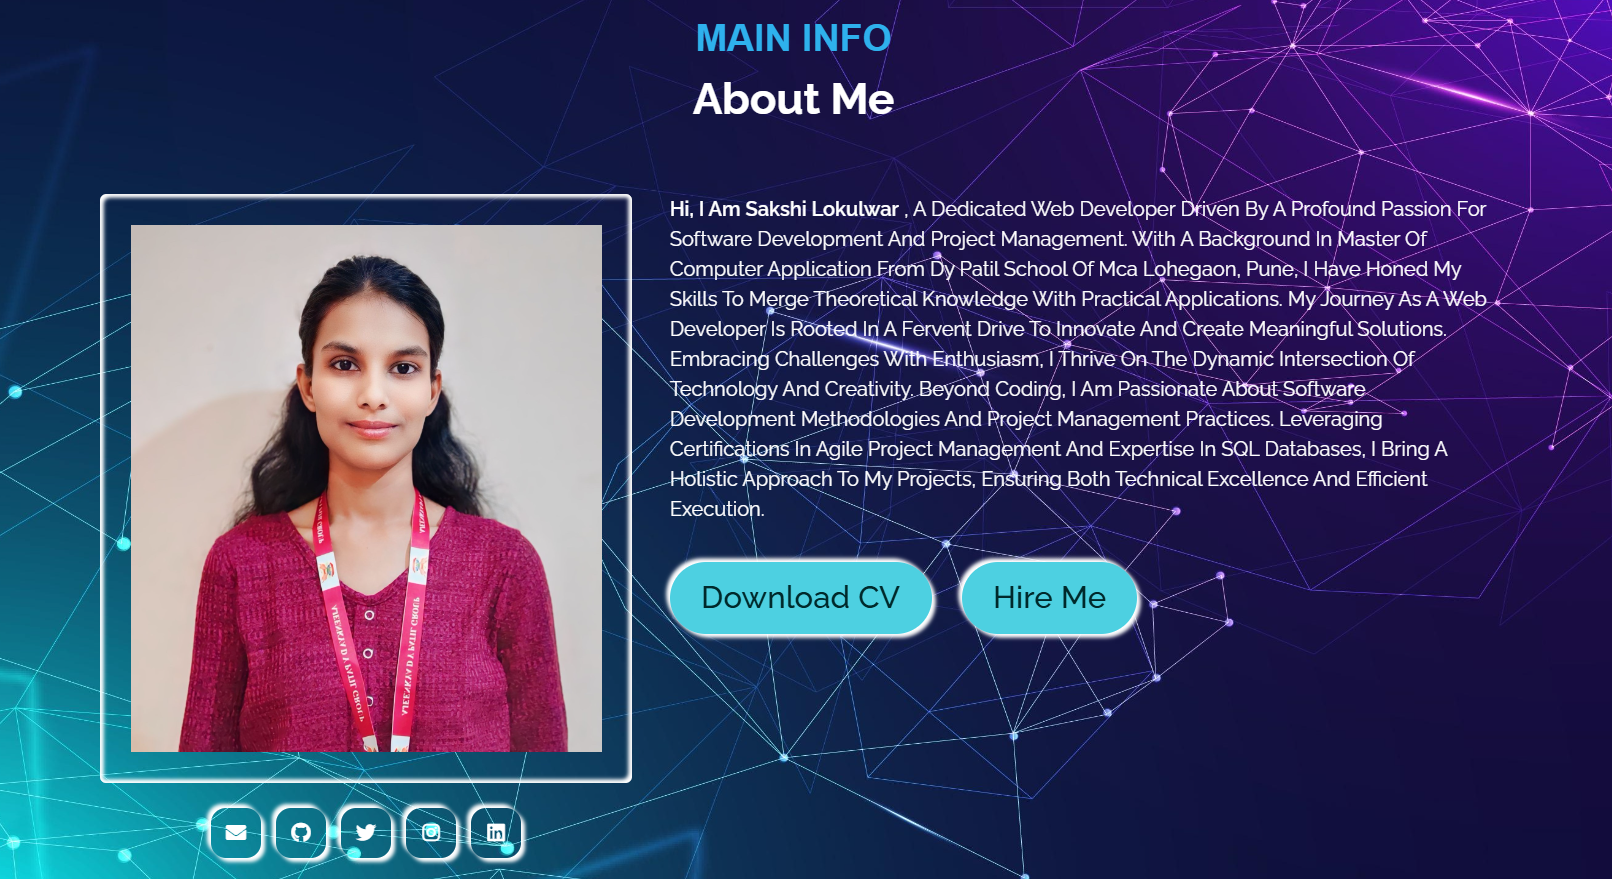 MAIN INFO
About Me
Hi, I Am Sakshi Lokulwar , A Dedicated Web Developer Driven By A Profound Passion For
Software Development And Project Management. With A Background In Master Of
Computer Application From Dy Patil School Of Mca Lohegaon, Pune, I Have Honed My
Skills To Merge Theoretical Knowledge With Practical Applications. My Journey As A Web
Developer Is Rooted In A Fervent Drive To Innovate And Create Meaningful Solutions.
Embracing Challenges With Enthusiasm, I Thrive On The Dynamic Intersection Of
Technology And Creativity. Beyond Coding, I Am Passionate About Software
Development Methodologies And Project Management Practices. Leveraging
Certifications In Agile Project Management And Expertise In SQL Databases, I Bring A
Holistic Approach To My Projects, Ensuring Both Technical Excellence And Efficient
Execution.
Download CV
Hire Me